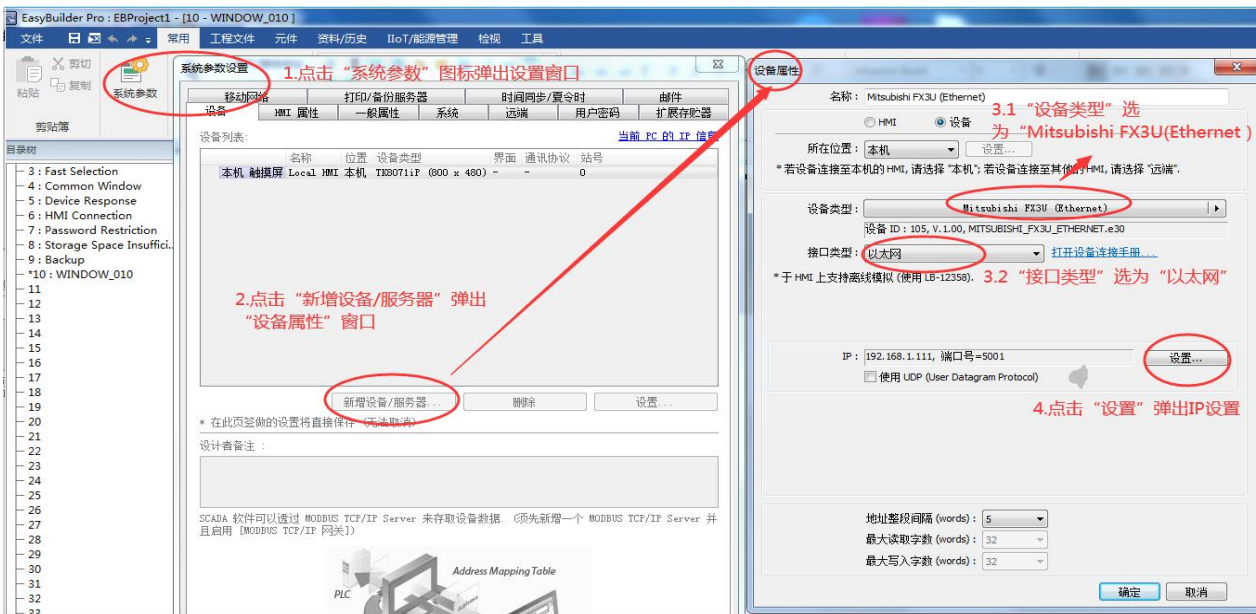 EasyBuilder Pro : EBProject1 - [10 - WINDOW_010 ]
文件 常用 工程文件 元件 资料/历史 IIoT/能源管理 检视 工具
粘贴
剪切
复制
系统参数
剪贴簿
目录树
3 : Fast Selection
4 : Common Window
5 : Device Response
6 : HMI Connection
7 : Password Restriction
8 : Storage Space Insuffici..
9 : Backup
*10 : WINDOW_010
11
12
13
14
15
16
17
18
19
20
21
22
23
24
25
26
27
28
29
30
31
32
33
系统参数设置
1.点击“系统参数”图标弹出设置窗口
移动网络 打印/备份服务器 时间同步/夏令时 邮件
设备 HMI 属性 一般属性 系统 远端 用户密码 扩展存贮器
设备列表:
当前 PC 的 IP 信息
名称 位置 设备类型 界面 通讯协议 站号
本机 触摸屏 Local HMI 本机 TK8071iP (800 x 480) - - 0
2.点击“新增设备/服务器”弹出
“设备属性”窗口
新增设备/服务器... 删除 设置...
* 在此页签做的设置将直接保存 (无法取消)
设计者备注 :
SCADA 软件可以透过 MODBUS TCP/IP Server 来存取设备数据. (须先新增一个 MODBUS TCP/IP Server 并
且启用 [MODBUS TCP/IP 网关])
Address Mapping Table
PLC
设备属性
名称 : Mitsubishi FX3U (Ethernet)
HMI 设备
3.1 “设备类型”选
为“Mitsubishi FX3U(Ethernet )
所在位置 : 本机 设置...
* 若设备连接至本机的 HMI, 请选择 "本机"; 若设备连接至其他的 HMI, 请选择 "远端".
设备类型 : Mitsubishi FX3U (Ethernet)
设备 ID : 105, V.1.00, MITSUBISHI_FX3U_ETHERNET.e30
接口类型 : 以太网 打开设备连接手册...
* 于 HMI 上支持离线模拟 (使用 LB-12358).
3.2 “接口类型”选为“以太网”
IP : 192.168.1.111, 端口号=5001 设置...
使用 UDP (User Datagram Protocol)
4.点击“设置”弹出IP设置
地址整段间隔 (words) : 5
最大读取字数 (words) : 32
最大写入字数 (words) : 32
确定 取消